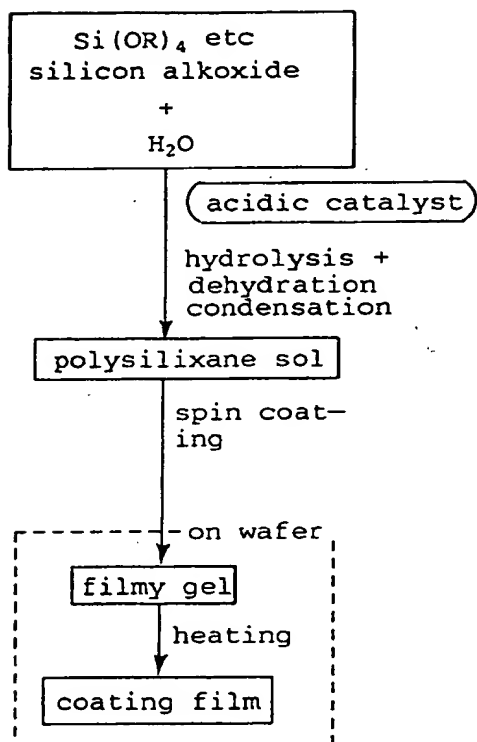 Si(OR)₄ etc
silicon alkoxide
+
H₂O
acidic catalyst
hydrolysis +
dehydration
condensation
polysilixane sol
spin coat—
ing
on wafer
filmy gel
heating
coating film